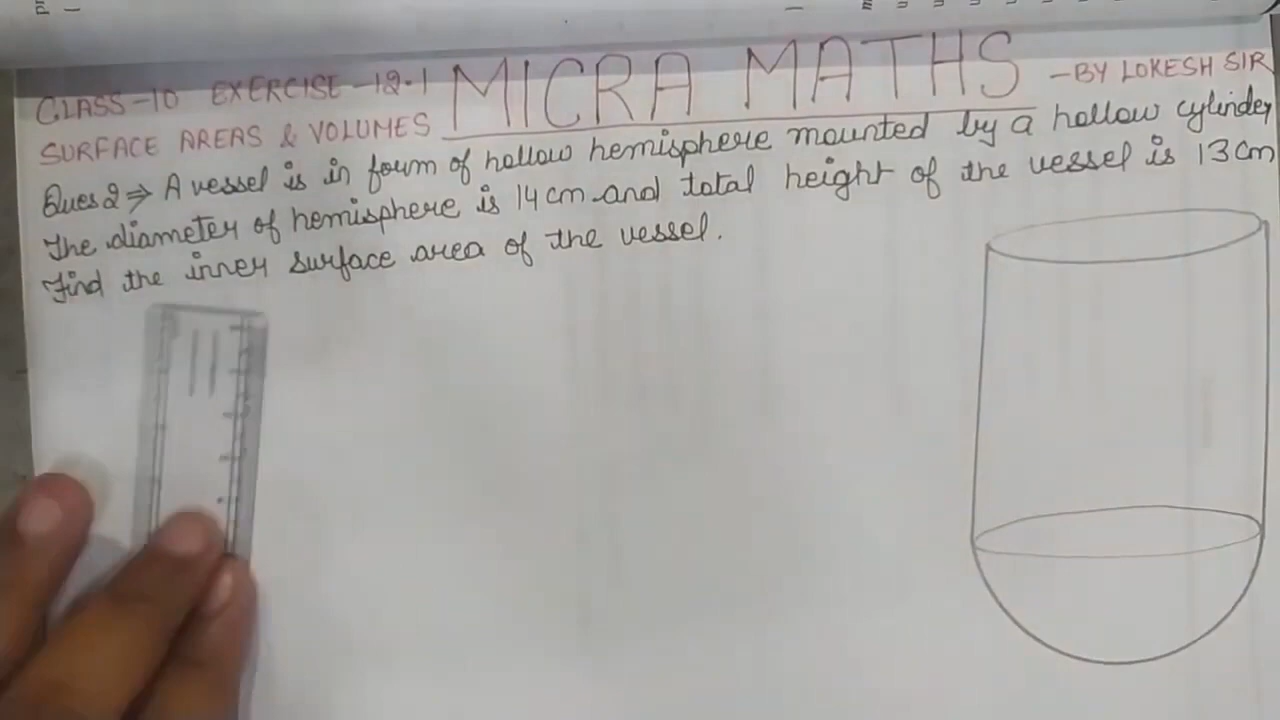 CLASS-10 EXERCISE-12.1 MICRA MATHS -BY LOKESH SIR
SURFACE AREAS & VOLUMES
Ques 2 ⇒ A vessel is in form of hollow hemisphere mounted by a hollow cylinder
The diameter of hemisphere is 14 cm and total height of the vessel is 13 cm
Find the inner surface area of the vessel.